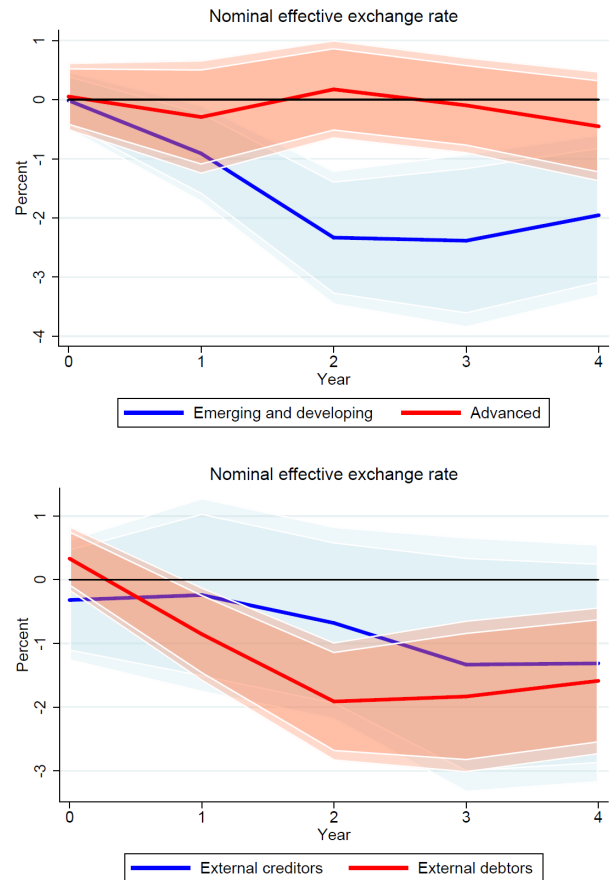 Nominal effective exchange rate
1
0
-1
-2
-3
-4
Percent
0 1 2 3 4
Year
Emerging and developing Advanced
Nominal effective exchange rate
1
0
-1
-2
-3
Percent
0 1 2 3 4
Year
External creditors External debtors